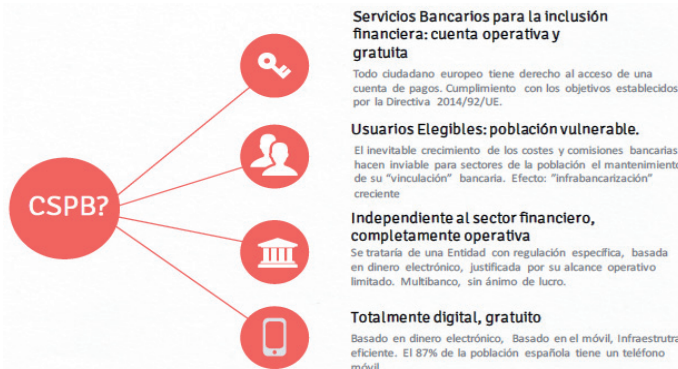 CSPB?
Servicios Bancarios para la inclusión
financiera: cuenta operativa y
gratuita
Todo ciudadano europeo tiene derecho al acceso de una
cuenta de pagos. Cumplimiento con los objetivos establecidos
por la Directiva 2014/92/UE.
Usuarios Elegibles: población vulnerable.
El inevitable crecimiento de los costes y comisiones bancarias
hacen inviable para sectores de la población el mantenimiento
de su “vinculación” bancaria. Efecto: “infrabancarización”
creciente
Independiente al sector financiero,
completamente operativa
Se trataría de una Entidad con regulación específica, basada
en dinero electrónico, justificada por su alcance operativo
limitado. Multibanco, sin ánimo de lucro.
Totalmente digital, gratuito
Basado en dinero electrónico, Basado en el móvil, Infraestrutra
eficiente. El 87% de la población española tiene un teléfono
móvil